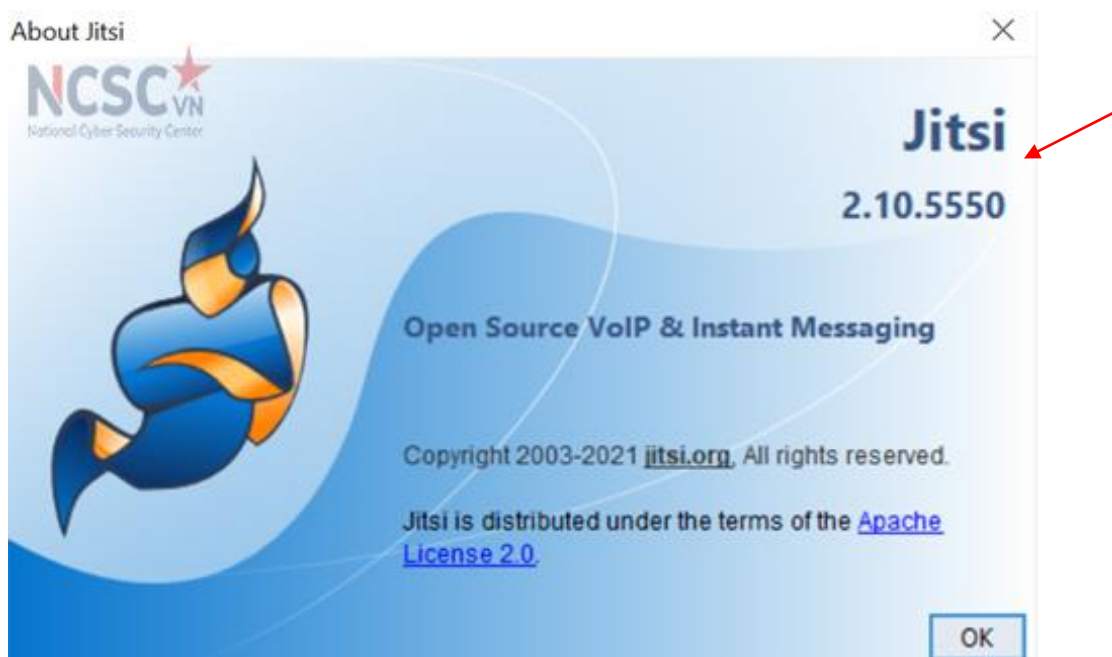 About Jitsi
NCSC VN
National Cyber Security Center
Jitsi
2.10.5550
Open Source VoIP & Instant Messaging
Copyright 2003-2021 jitsi.org. All rights reserved.
Jitsi is distributed under the terms of the Apache
License 2.0.
OK